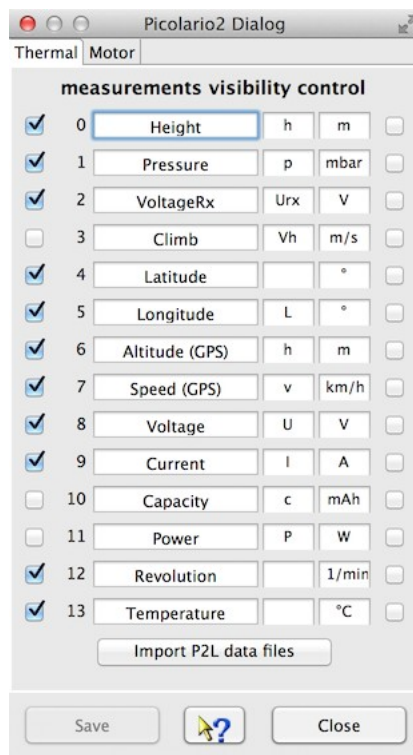 Picolario2 Dialog
Thermal Motor
measurements visibility control
0 Height h m
1 Pressure p mbar
2 VoltageRx Urx V
3 Climb Vh m/s
4 Latitude °
5 Longitude L °
6 Altitude (GPS) h m
7 Speed (GPS) v km/h
8 Voltage U V
9 Current I A
10 Capacity c mAh
11 Power P W
12 Revolution 1/min
13 Temperature °C
Import P2L data files
Save ? Close